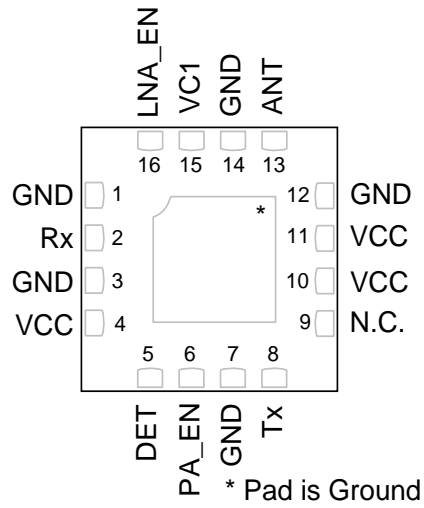 LNA_EN
VC1
GND
ANT
16
15
14
13
GND 1
12 GND
Rx 2
11 VCC
GND 3
10 VCC
VCC 4
9 N.C.
*
5
6
7
8
DET
PA_EN
GND
Tx
* Pad is Ground